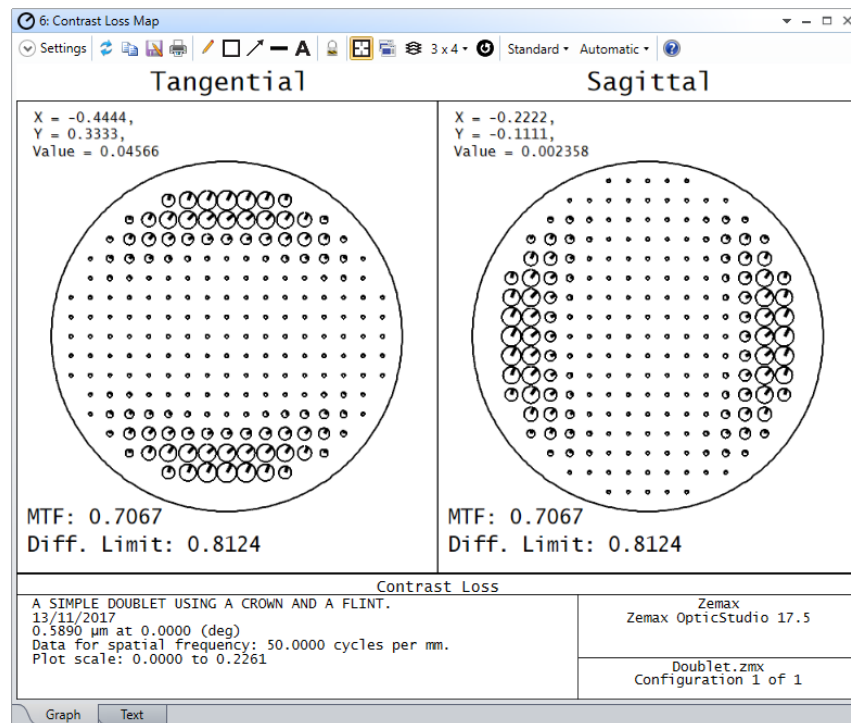 6: Contrast Loss Map
Settings
A
3 x 4
Standard
Automatic
Tangential
Sagittal
X = -0.4444,
Y = 0.3333,
Value = 0.04566
X = -0.2222,
Y = -0.1111,
Value = 0.002358
MTF: 0.7067
Diff. Limit: 0.8124
MTF: 0.7067
Diff. Limit: 0.8124
Contrast Loss
A SIMPLE DOUBLET USING A CROWN AND A FLINT.
13/11/2017
0.5890 µm at 0.0000 (deg)
Data for spatial frequency: 50.0000 cycles per mm.
Plot scale: 0.0000 to 0.2261
Zemax
Zemax OpticStudio 17.5
Doublet.zmx
Configuration 1 of 1
Graph
Text